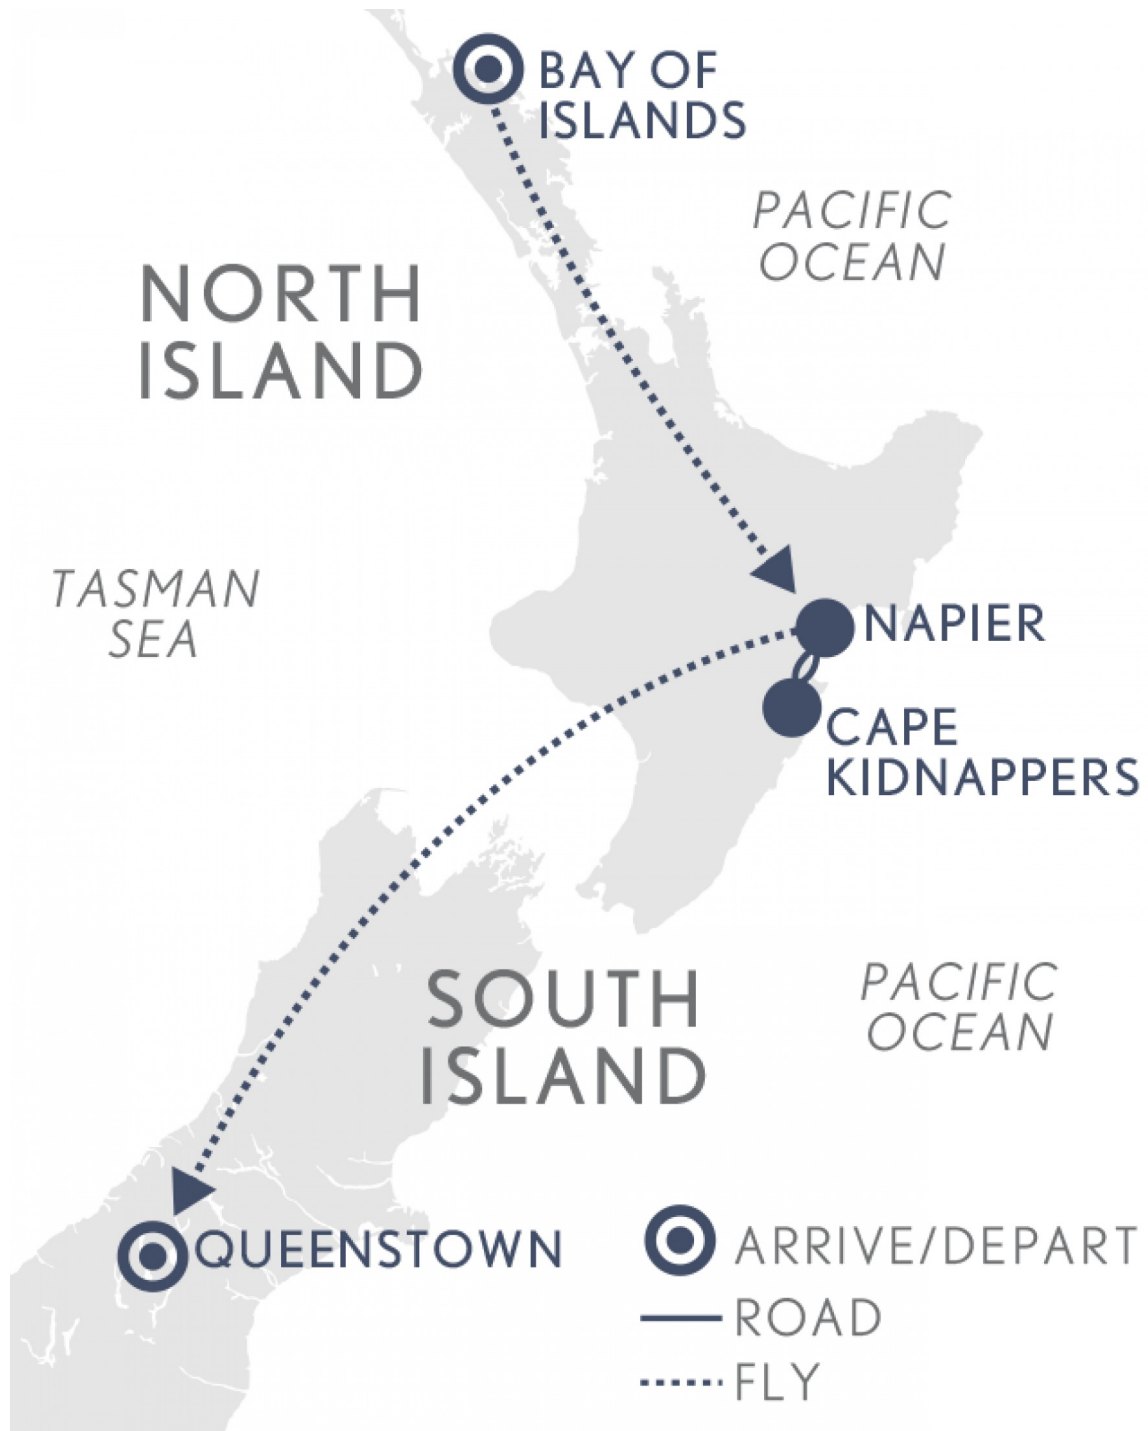 BAY OF
ISLANDS
PACIFIC
OCEAN
NORTH
ISLAND
TASMAN
SEA
NAPIER
CAPE
KIDNAPPERS
SOUTH
ISLAND
PACIFIC
OCEAN
QUEENSTOWN
ARRIVE/DEPART
ROAD
FLY